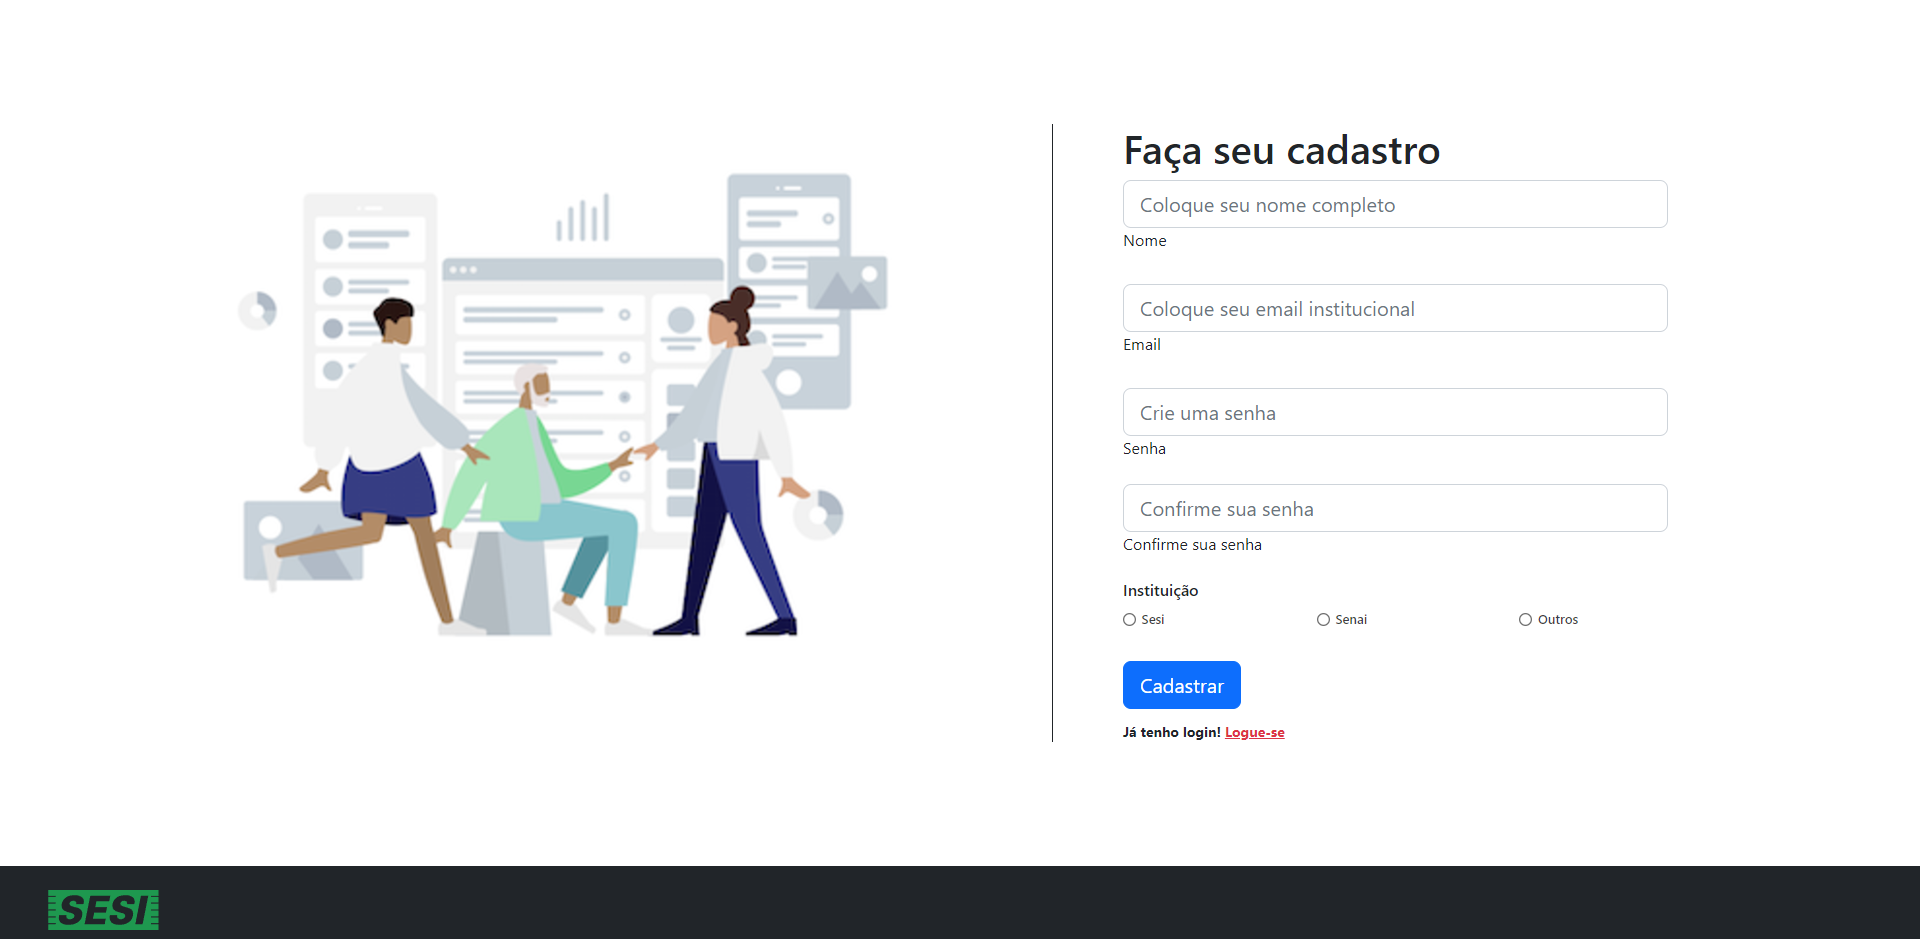 Faça seu cadastro
Coloque seu nome completo
Nome
Coloque seu email institucional
Email
Crie uma senha
Senha
Confirme sua senha
Confirme sua senha
Instituição
Sesi Senai Outros
Cadastrar
Já tenho login! Logue-se
SESI